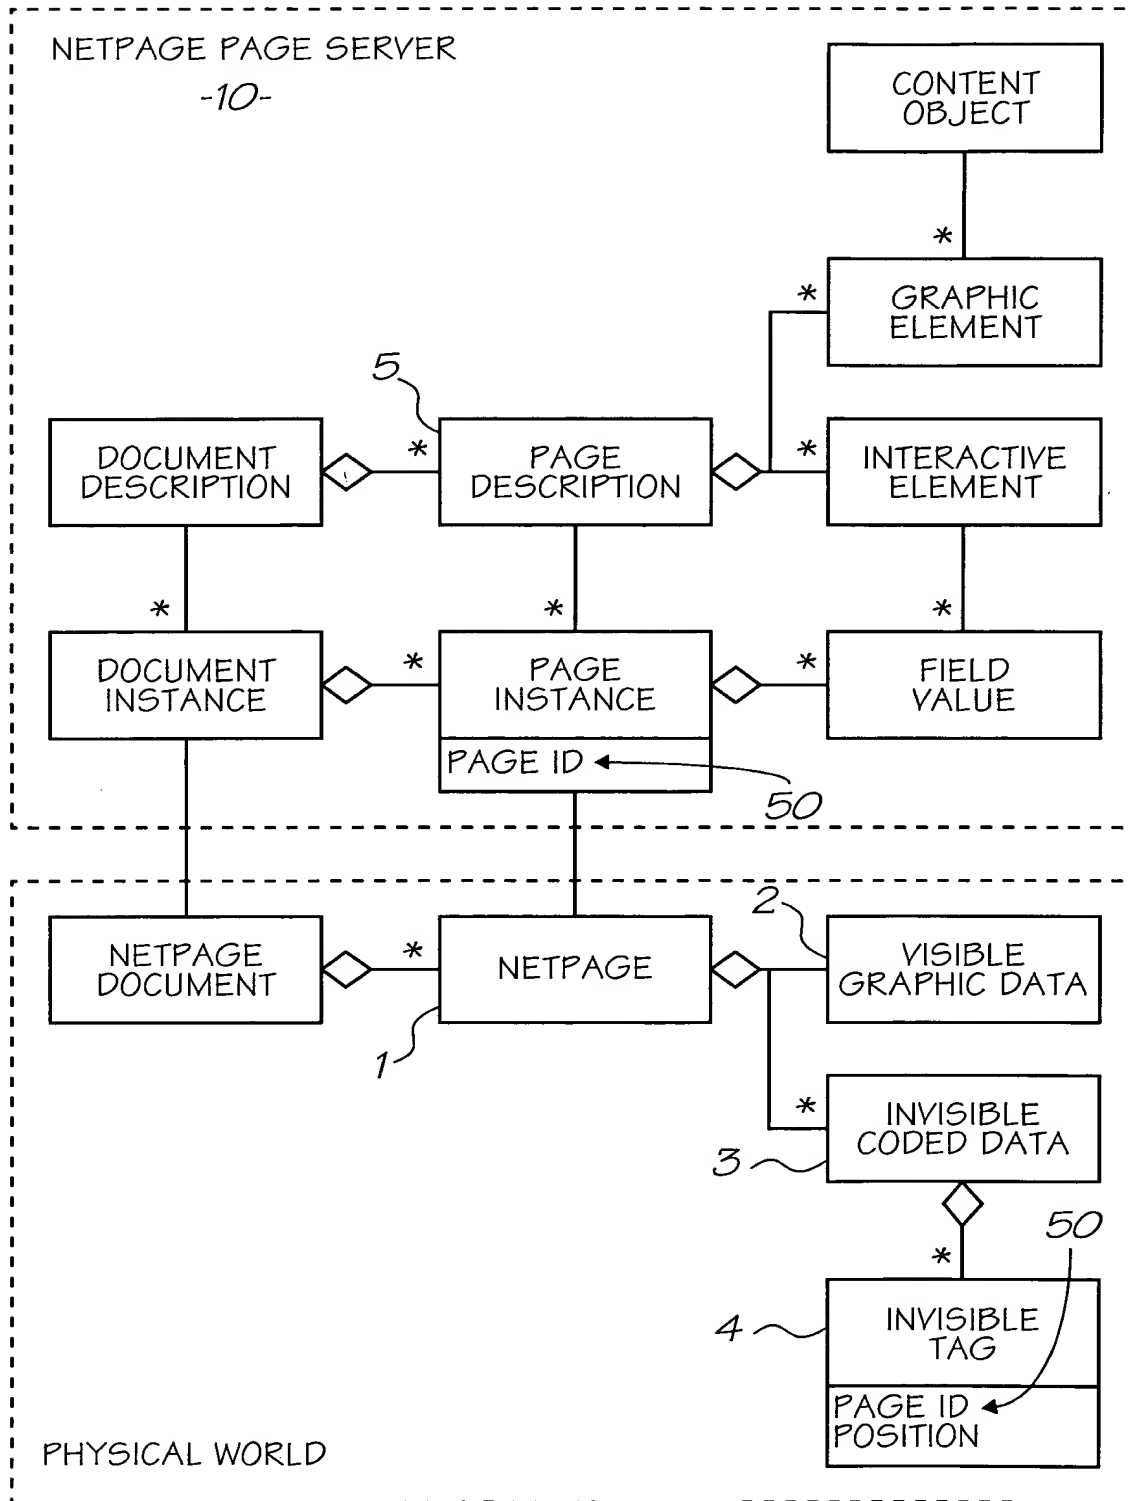 NETPAGE PAGE SERVER
-10-
CONTENT
OBJECT
*
*
GRAPHIC
ELEMENT
5
DOCUMENT
DESCRIPTION
*
PAGE
DESCRIPTION
*
INTERACTIVE
ELEMENT
*
*
*
DOCUMENT
INSTANCE
*
PAGE
INSTANCE
*
FIELD
VALUE
PAGE ID
50
2
NETPAGE
DOCUMENT
*
NETPAGE
VISIBLE
GRAPHIC DATA
1
*
INVISIBLE
CODED DATA
3
50
*
4
INVISIBLE
TAG
PAGE ID
POSITION
PHYSICAL WORLD